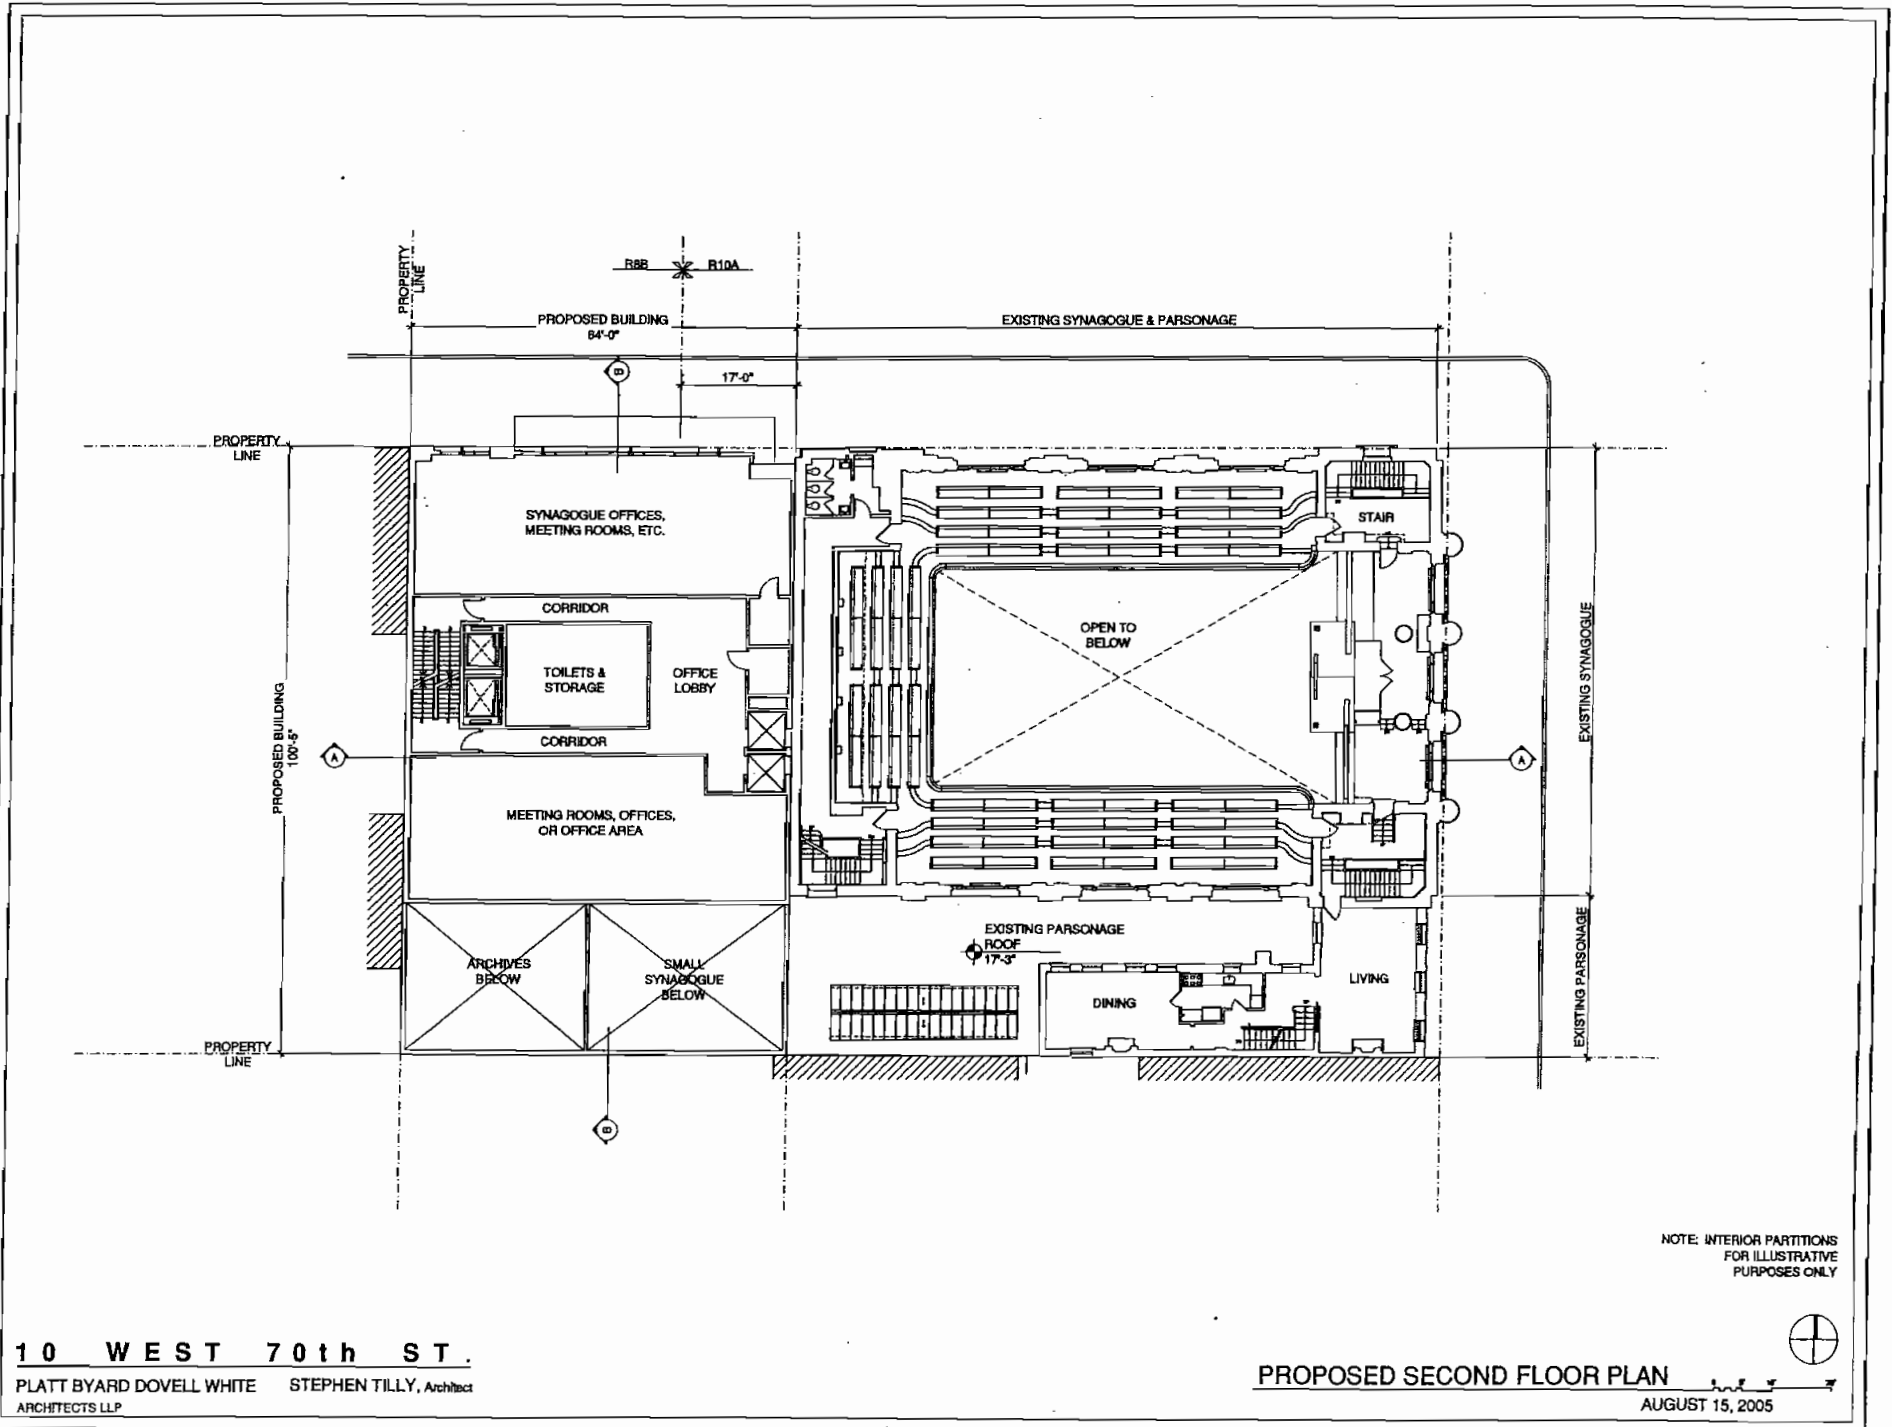 PROPERTY
LINE
R8B R10A
PROPOSED BUILDING
64'-0"
EXISTING SYNAGOGUE & PARSONAGE
B
17'-0"
PROPERTY
LINE
SYNAGOGUE OFFICES,
MEETING ROOMS, ETC.
STAIR
CORRIDOR
OPEN TO
BELOW
TOILETS &
STORAGE
OFFICE
LOBBY
EXISTING SYNAGOGUE
PROPOSED BUILDING
100'-5"
CORRIDOR
A
A
MEETING ROOMS, OFFICES,
OR OFFICE AREA
EXISTING PARSONAGE
ROOF
17'-3"
ARCHIVES
BELOW
SMALL
SYNAGOGUE
BELOW
DINING
LIVING
EXISTING PARSONAGE
PROPERTY
LINE
B
NOTE: INTERIOR PARTITIONS
FOR ILLUSTRATIVE
PURPOSES ONLY
10 WEST 70th ST.
PLATT BYARD DOVELL WHITE STEPHEN TILLY, Architect
ARCHITECTS LLP
PROPOSED SECOND FLOOR PLAN
AUGUST 15, 2005